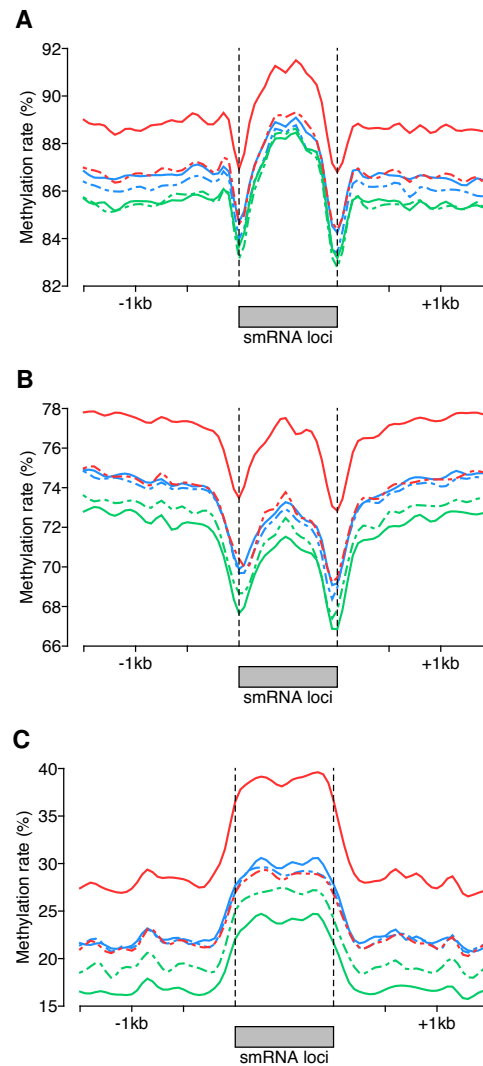 A
Methylation rate (%)
92
90
88
86
84
82
-1kb
+1kb
smRNA loci
B
Methylation rate (%)
78
76
74
72
70
68
66
-1kb
+1kb
smRNA loci
C
Methylation rate (%)
40
35
30
25
20
15
-1kb
+1kb
smRNA loci